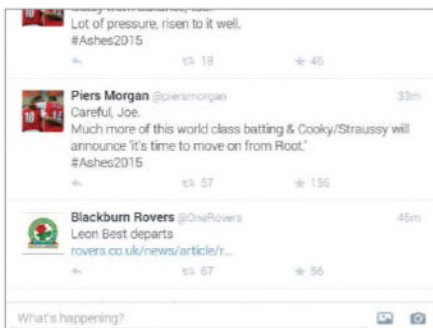 Lot of pressure, risen to it well.
#Ashes2015
18 45
Piers Morgan @piersmorgan 33m
Careful, Joe.
Much more of this world class batting & Cooky/Straussy will
announce 'it's time to move on from Root.'
#Ashes2015
57 136
Blackburn Rovers @OneRovers 46m
Leon Best departs
rovers.co.uk/news/article/r...
67 56
What's happening?